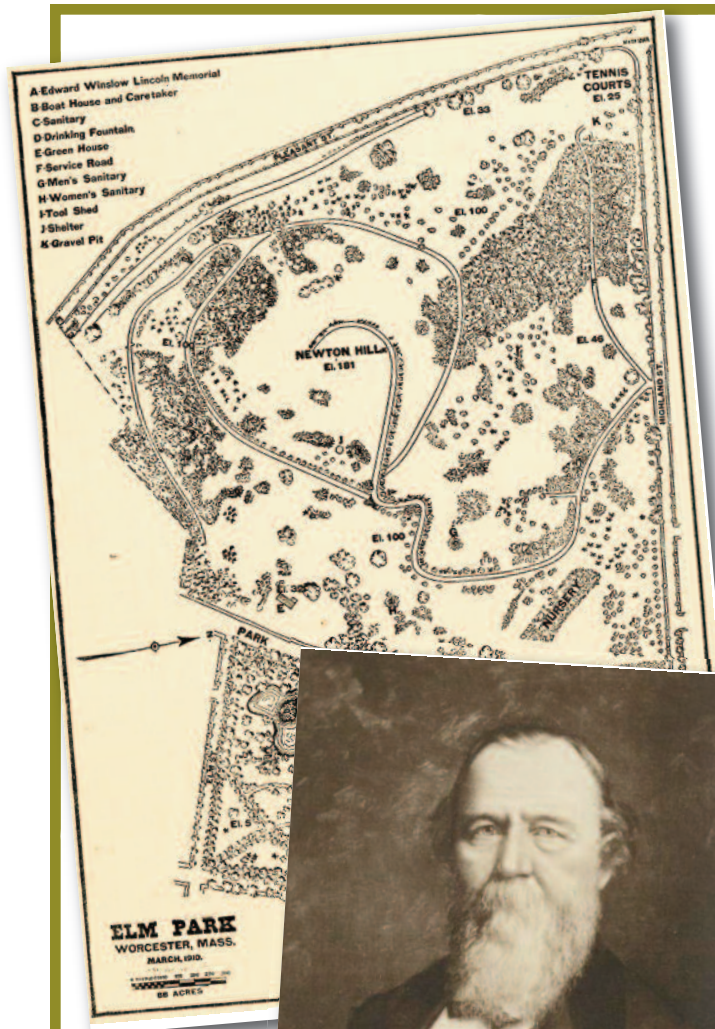 A-Edward Winslow Lincoln Memorial
B-Boat House and Caretaker
C-Sanitary
D-Drinking Fountain
E-Green House
F-Service Road
G-Men's Sanitary
H-Women's Sanitary
I-Tool Shed
J-Shelter
K-Gravel Pit
PLEASANT ST.
El. 33
TENNIS
COURTS
El. 25
K
El. 100
El. 100
NEWTON HILL
El. 181
El. 46
HIGHLAND ST.
El. 100
G
NURSERY
PARK
El. 5
ELM PARK
WORCESTER, MASS.
MARCH, 1910.
88 ACRES